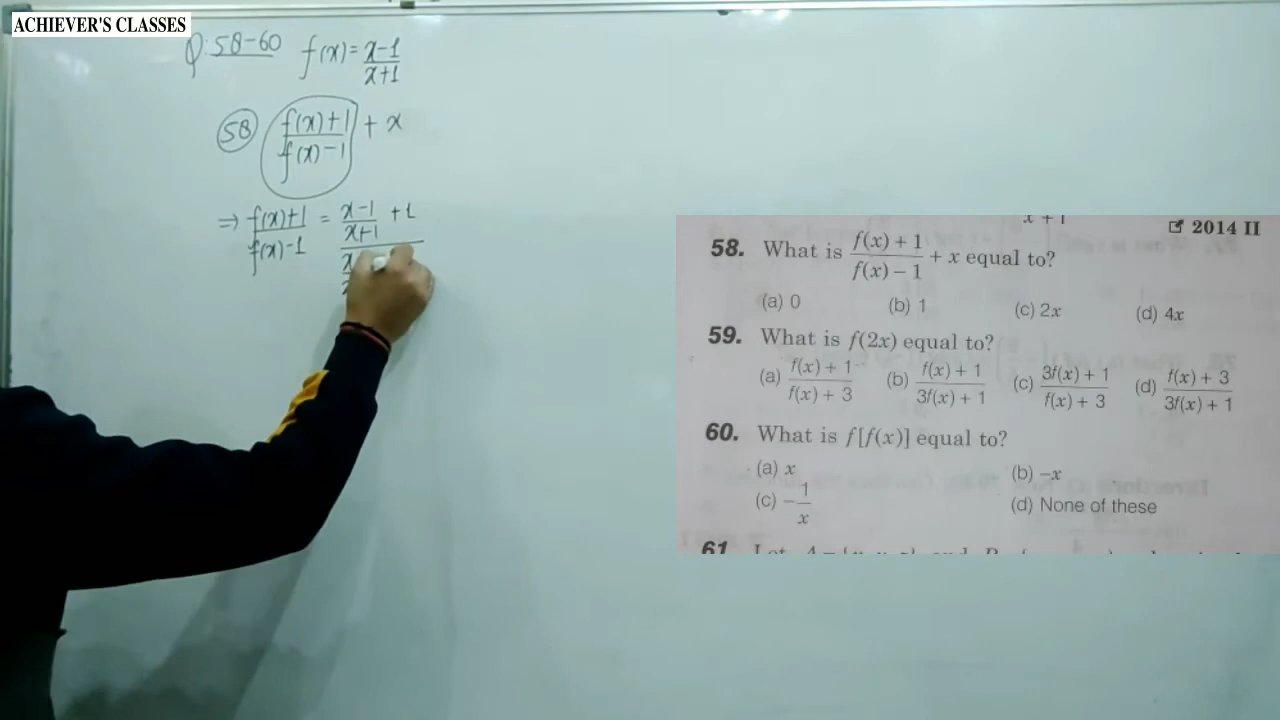 ACHIEVER'S CLASSES
Q. 58-60 f(x) = x-1 / x+1
58 f(x)+1 / f(x)-1 + x
⇒ f(x)+1 / f(x)-1 = x-1 / x+1 + 1
x + 1
2014 II
58. What is f(x) + 1 / f(x) – 1 + x equal to?
(a) 0 (b) 1 (c) 2x (d) 4x
59. What is f(2x) equal to?
(a) f(x) + 1 / f(x) + 3 (b) f(x) + 1 / 3f(x) + 1 (c) 3f(x) + 1 / f(x) + 3 (d) f(x) + 3 / 3f(x) + 1
60. What is f[f(x)] equal to?
(a) x (b) –x
(c) – 1 / x (d) None of these
61